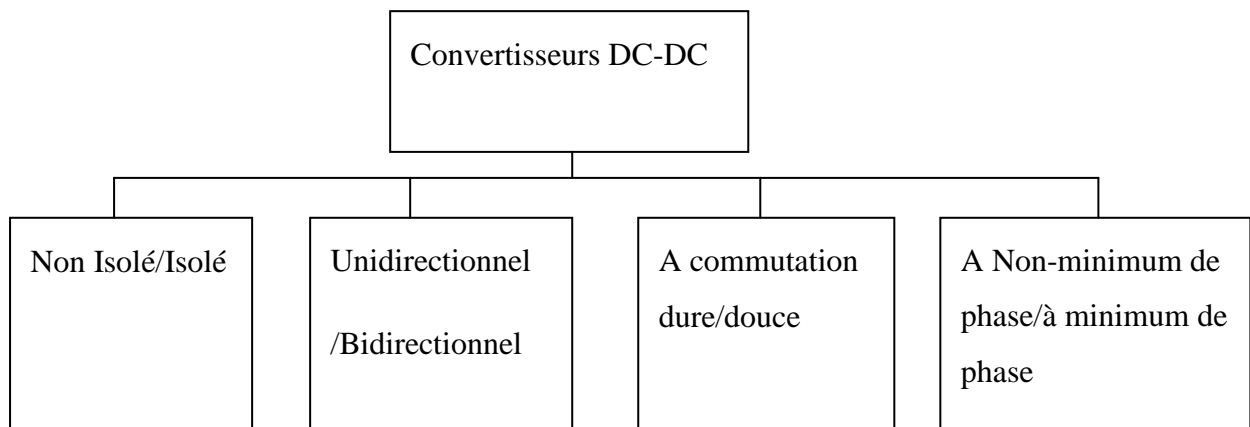 Convertisseurs DC-DC
Non Isolé/Isolé
Unidirectionnel
/Bidirectionnel
A commutation
dure/douce
A Non-minimum de
phase/à minimum de
phase